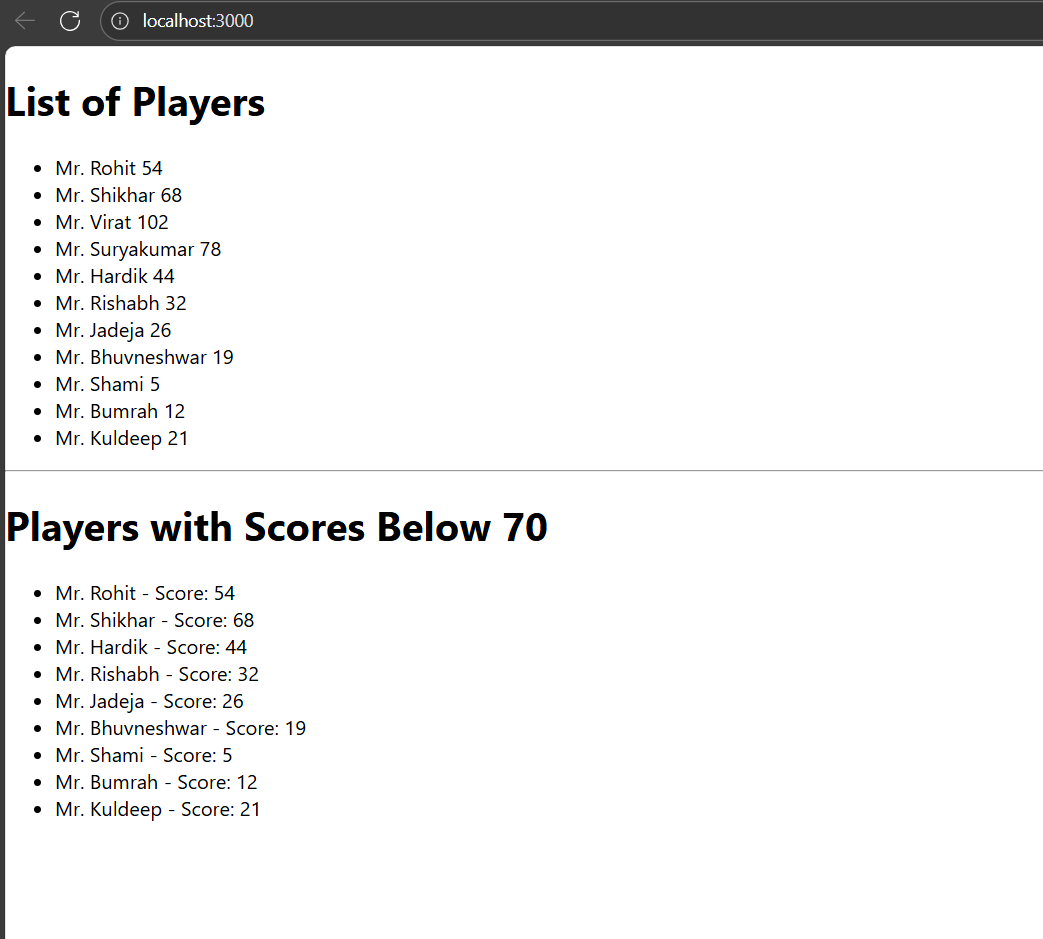 localhost:3000
List of Players
Mr. Rohit 54
Mr. Shikhar 68
Mr. Virat 102
Mr. Suryakumar 78
Mr. Hardik 44
Mr. Rishabh 32
Mr. Jadeja 26
Mr. Bhuvneshwar 19
Mr. Shami 5
Mr. Bumrah 12
Mr. Kuldeep 21
Players with Scores Below 70
Mr. Rohit - Score: 54
Mr. Shikhar - Score: 68
Mr. Hardik - Score: 44
Mr. Rishabh - Score: 32
Mr. Jadeja - Score: 26
Mr. Bhuvneshwar - Score: 19
Mr. Shami - Score: 5
Mr. Bumrah - Score: 12
Mr. Kuldeep - Score: 21